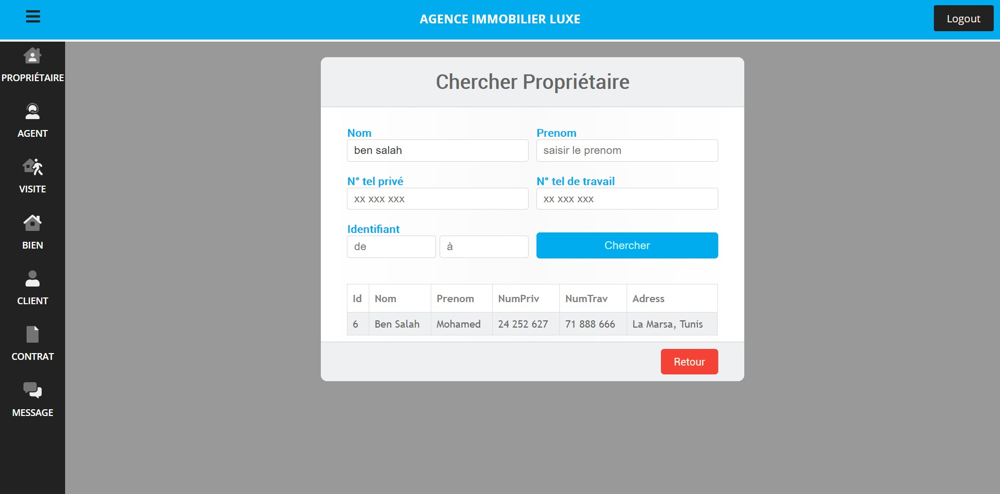 AGENCE IMMOBILIER LUXE
Logout
PROPRIÉTAIRE
AGENT
VISITE
BIEN
CLIENT
CONTRAT
MESSAGE
Chercher Propriétaire
Nom Prenom
ben salah saisir le prenom
N° tel privé N° tel de travail
xx xxx xxx xx xxx xxx
Identifiant
de à Chercher
Id Nom Prenom NumPriv NumTrav Adress
6 Ben Salah Mohamed 24 252 627 71 888 666 La Marsa, Tunis
Retour